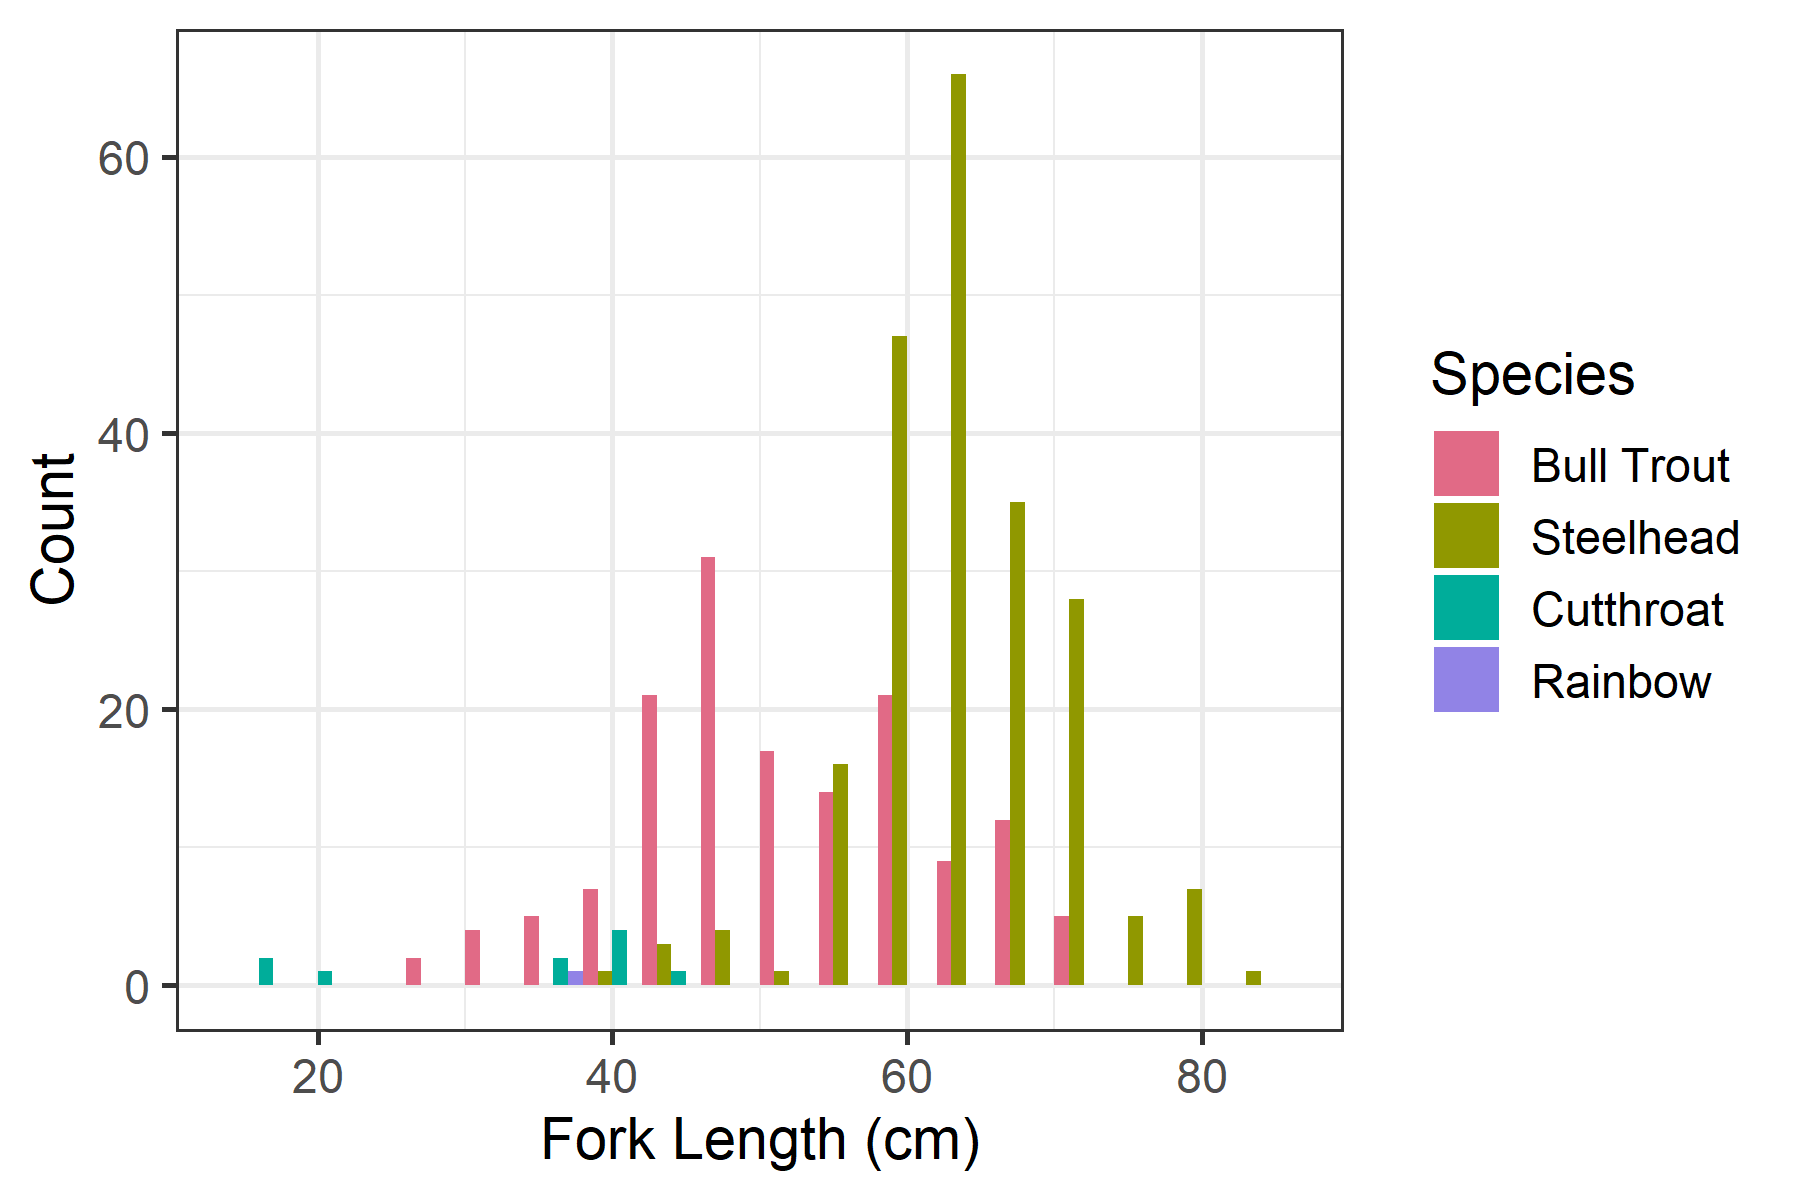 60
40
20
0
Count
20 40 60 80
Fork Length (cm)
Species
Bull Trout
Steelhead
Cutthroat
Rainbow